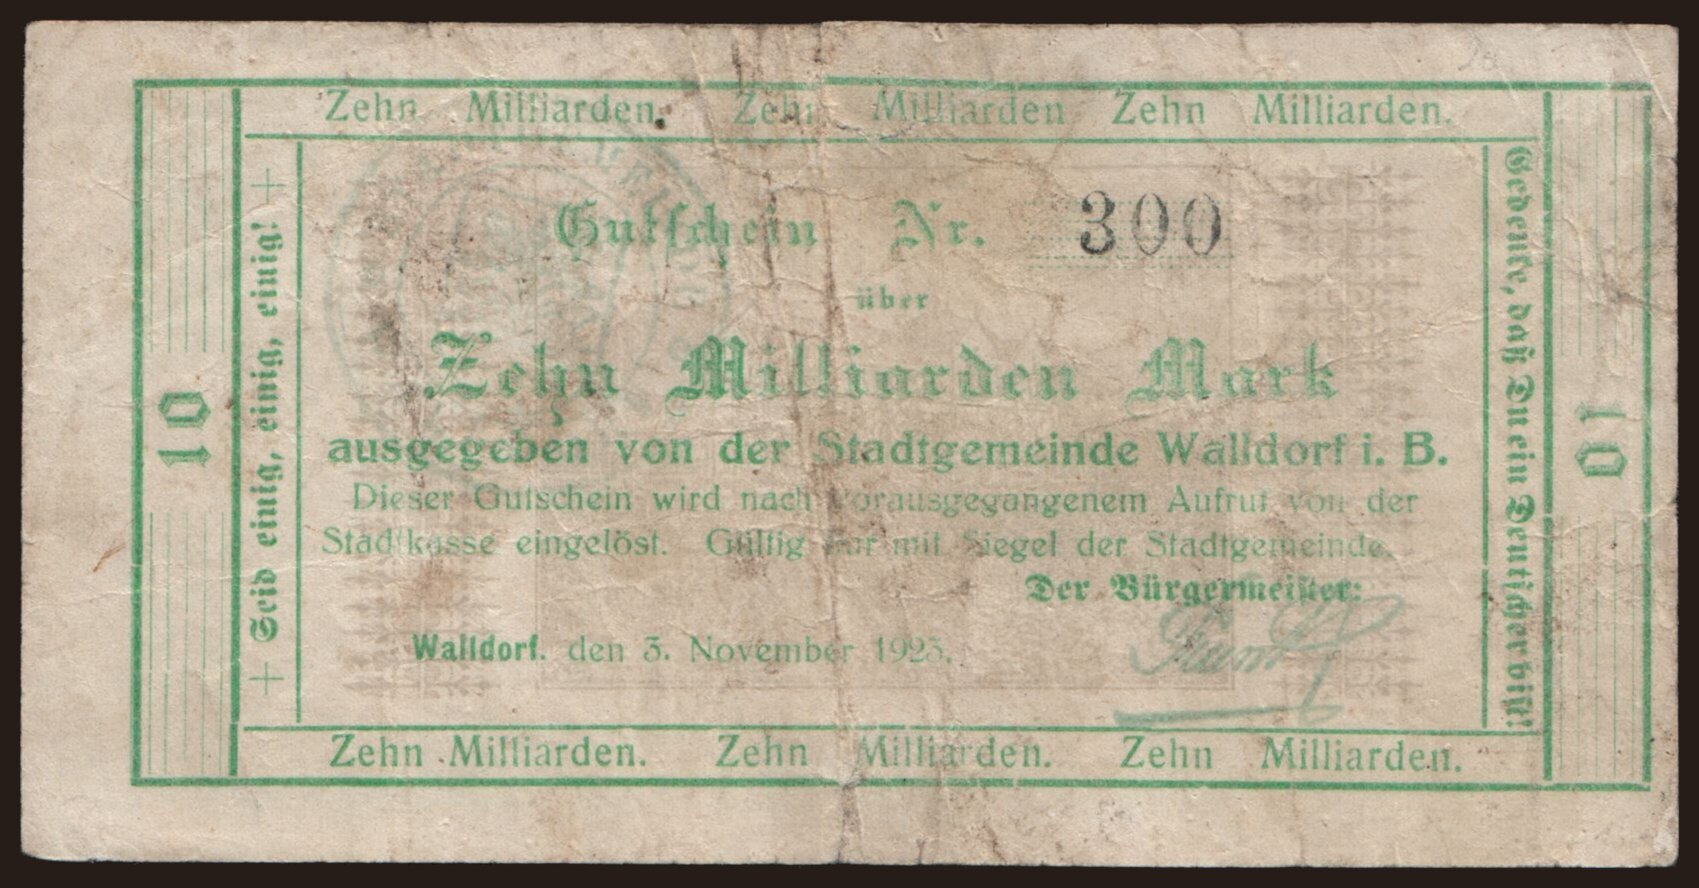 Zehn Milliarden. Zehn Milliarden Zehn Milliarden.
10
+ Seid einig, einig, einig! +
Gutschein Nr. 300
über
Zehn Milliarden Mark
ausgegeben von der Stadtgemeinde Walldorf i. B.
Dieser Gutschein wird nach vorausgegangenem Aufruf von der
Stadtkasse eingelöst. Gültig nur mit Siegel der Stadtgemeinde.
Der Bürgermeister:
Walldorf. den 3. November 1923.
Gedenke, daß Du ein Deutscher bist!
10
Zehn Milliarden. Zehn Milliarden. Zehn Milliarden.